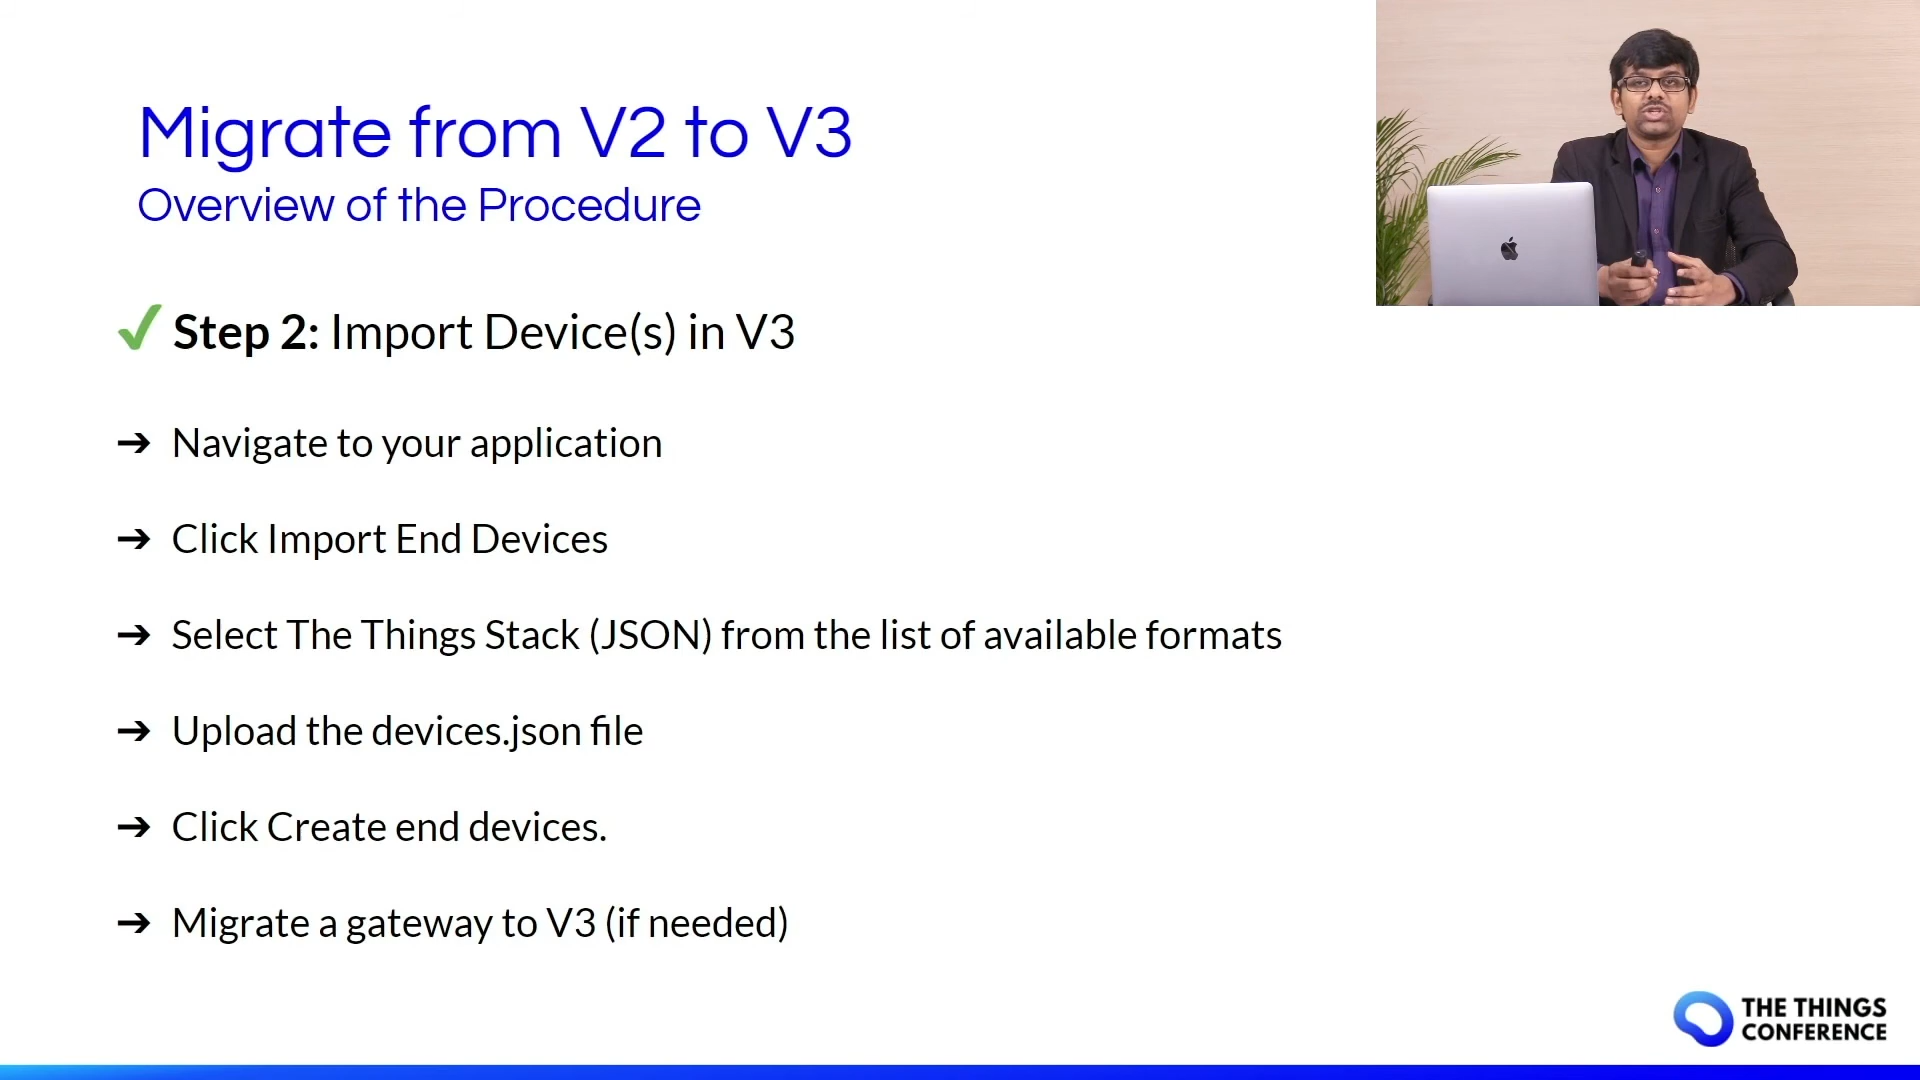 Migrate from V2 to V3
Overview of the Procedure
✔ Step 2: Import Device(s) in V3
➔ Navigate to your application
➔ Click Import End Devices
➔ Select The Things Stack (JSON) from the list of available formats
➔ Upload the devices.json file
➔ Click Create end devices.
➔ Migrate a gateway to V3 (if needed)
THE THINGS
CONFERENCE